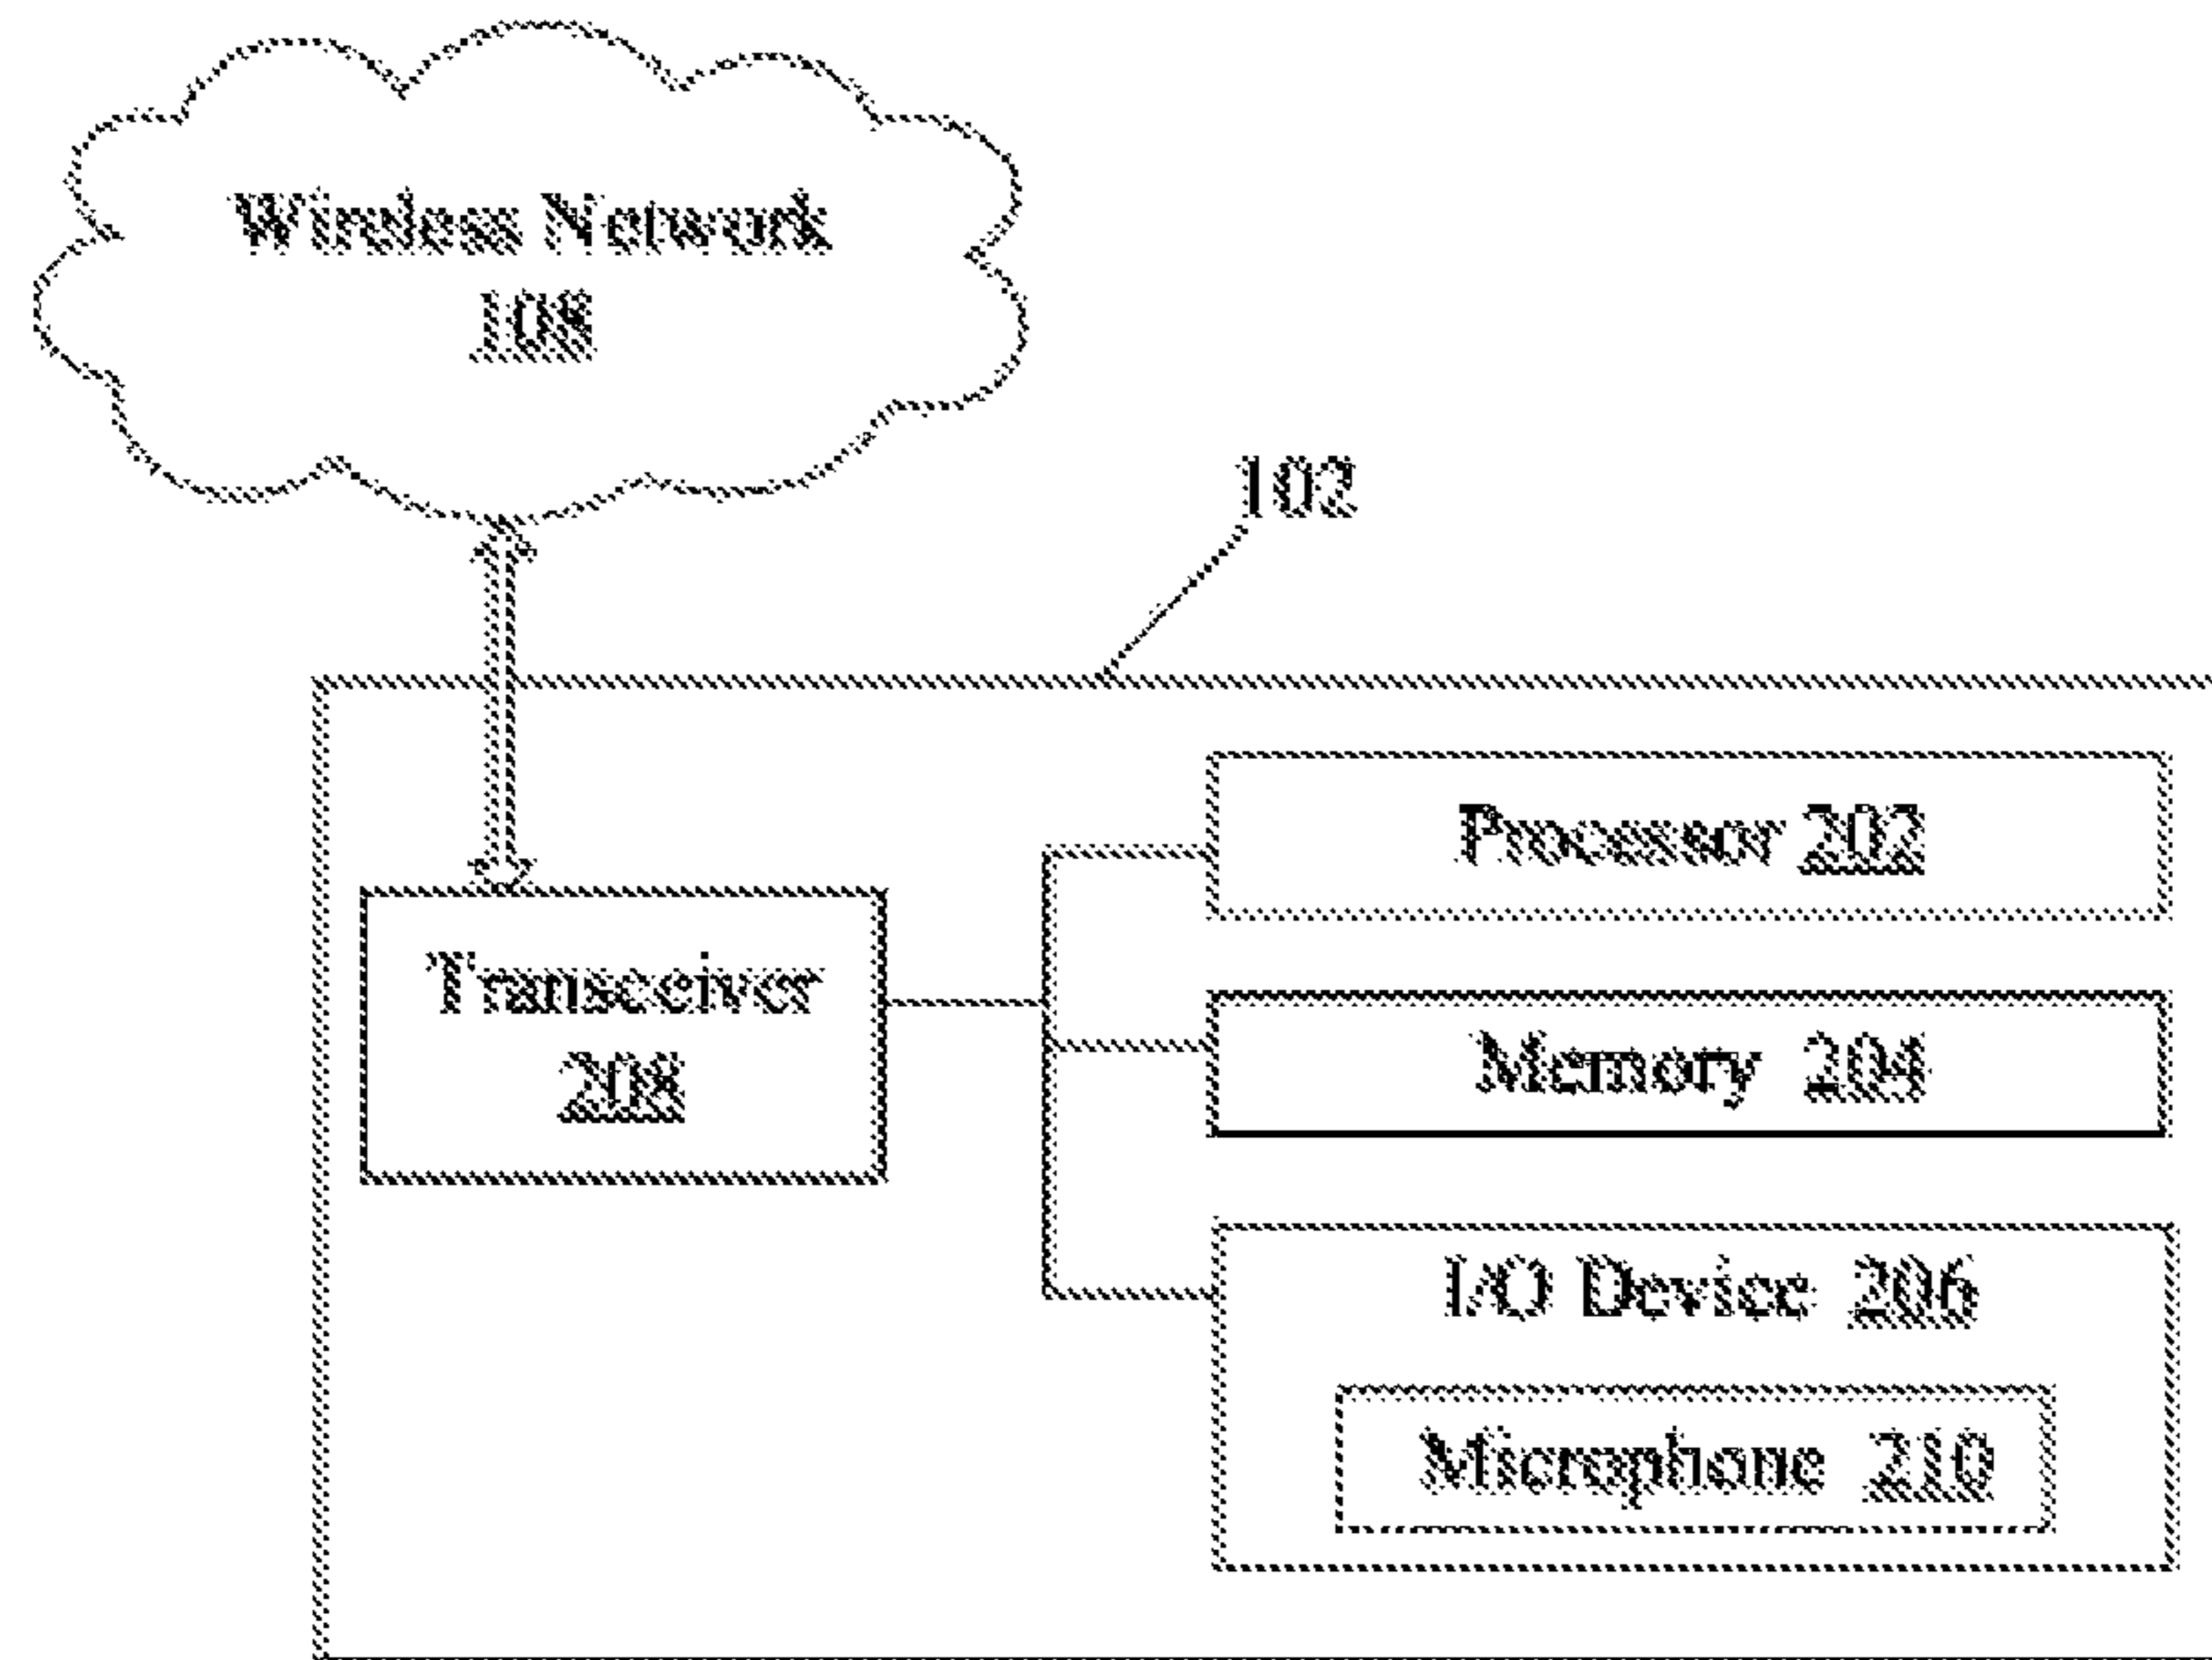 Wireless Network
108
102
Processor 202
Transceiver
208
Memory 204
I/O Device 206
Microphone 210